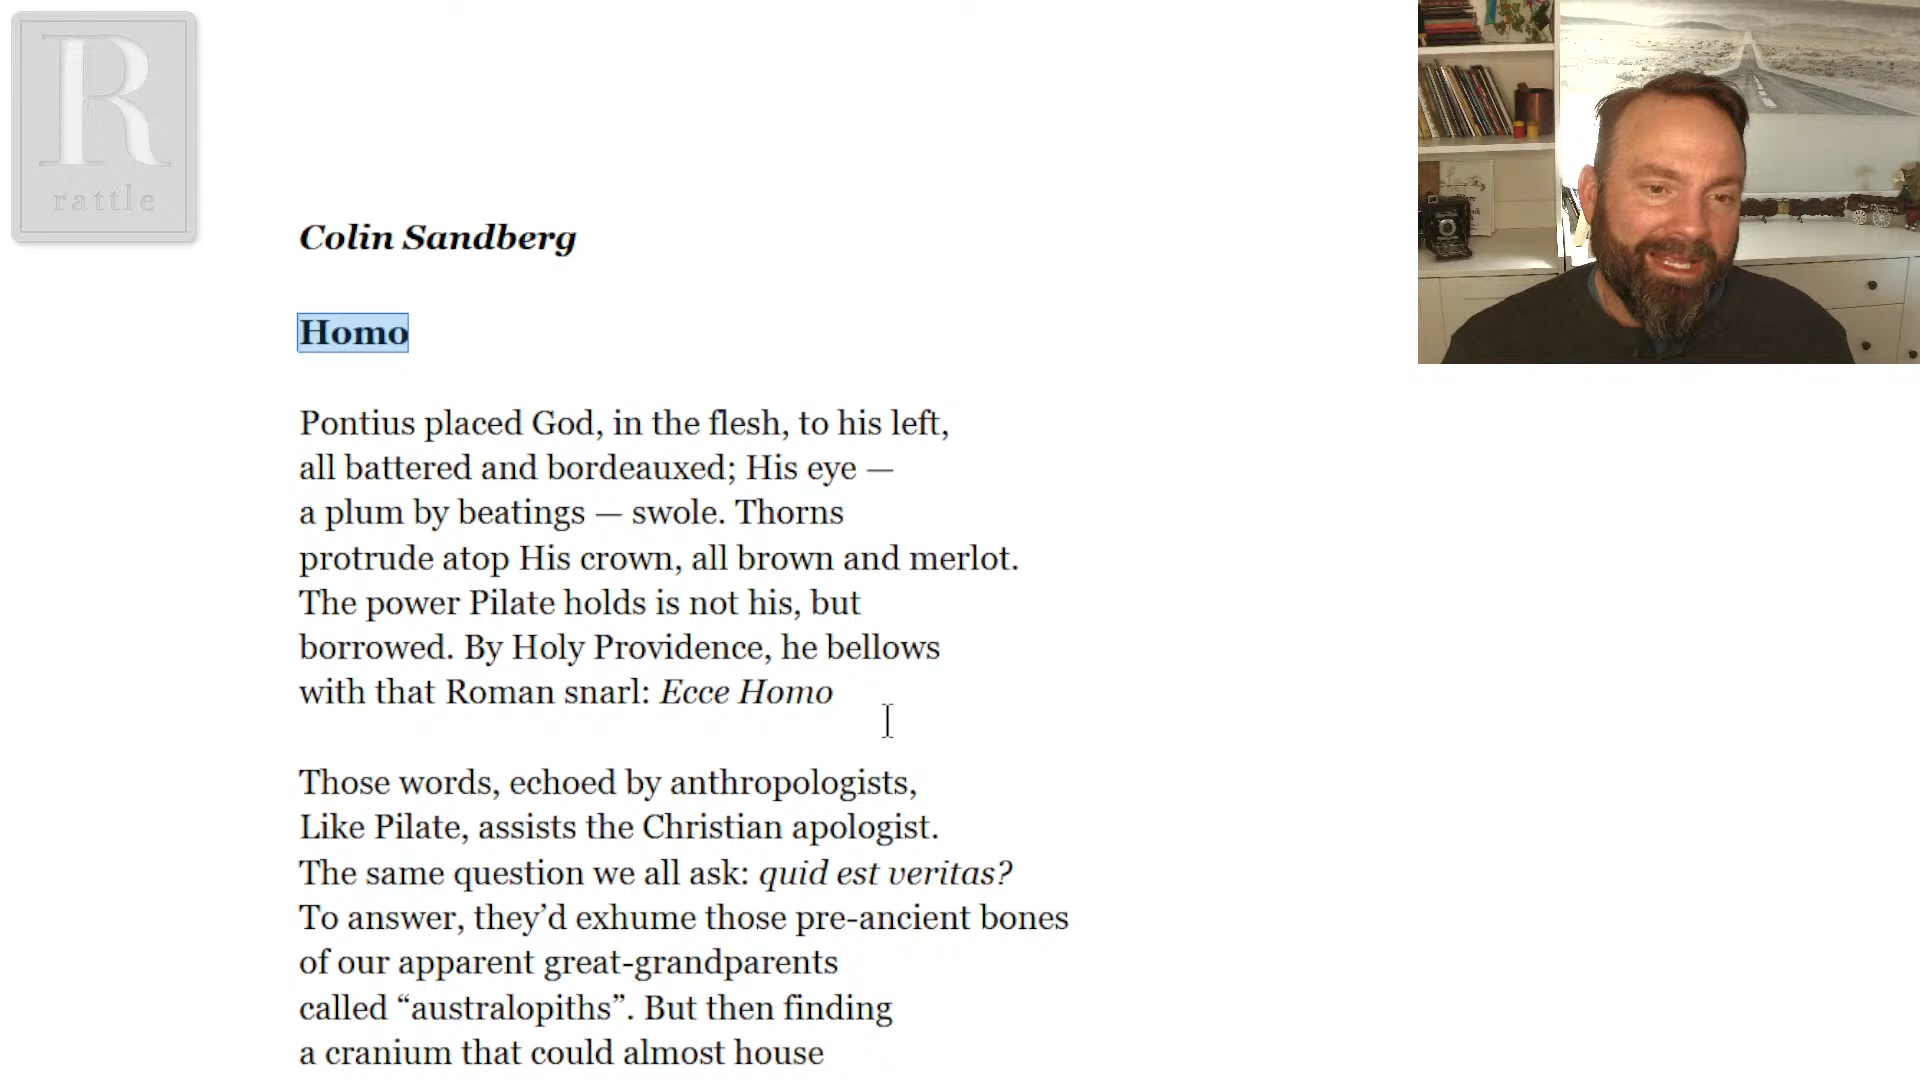 R
rattle
Colin Sandberg
Homo
Pontius placed God, in the flesh, to his left,
all battered and bordeauxed; His eye —
a plum by beatings — swole. Thorns
protrude atop His crown, all brown and merlot.
The power Pilate holds is not his, but
borrowed. By Holy Providence, he bellows
with that Roman snarl: Ecce Homo
Those words, echoed by anthropologists,
Like Pilate, assists the Christian apologist.
The same question we all ask: quid est veritas?
To answer, they’d exhume those pre-ancient bones
of our apparent great-grandparents
called “australopiths”. But then finding
a cranium that could almost house